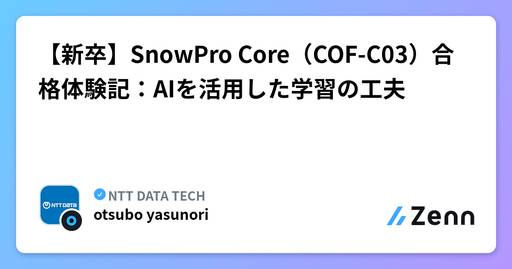 【新卒】SnowPro Core（COF-C03）合
格体験記：AIを活用した学習の工夫
NTT DATA
NTT DATA TECH
otsubo yasunori
Zenn